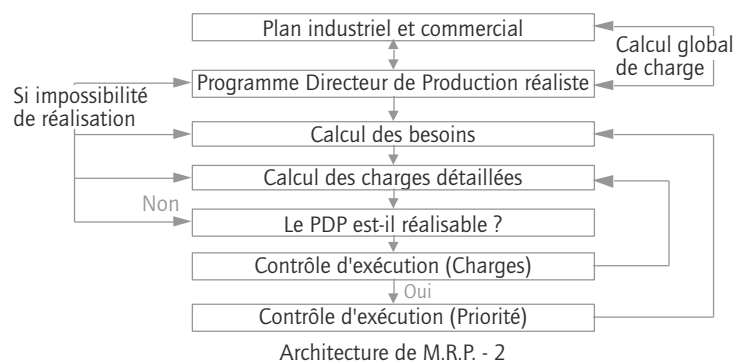 Plan industriel et commercial
Calcul global
de charge
Programme Directeur de Production réaliste
Si impossibilité
de réalisation
Calcul des besoins
Calcul des charges détaillées
Non
Le PDP est-il réalisable ?
Contrôle d'exécution (Charges)
Oui
Contrôle d'exécution (Priorité)
Architecture de M.R.P. - 2